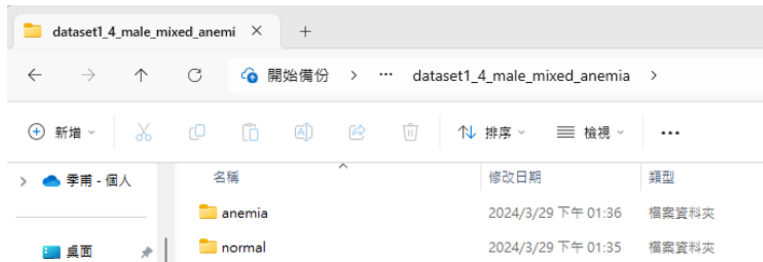 dataset1_4_male_mixed_anemi
開始備份 > ... dataset1_4_male_mixed_anemia >
新增 排序 檢視 ...
名稱 修改日期 類型
季甫 - 個人
anemia 2024/3/29 下午 01:36 檔案資料夾
桌面
normal 2024/3/29 下午 01:35 檔案資料夾